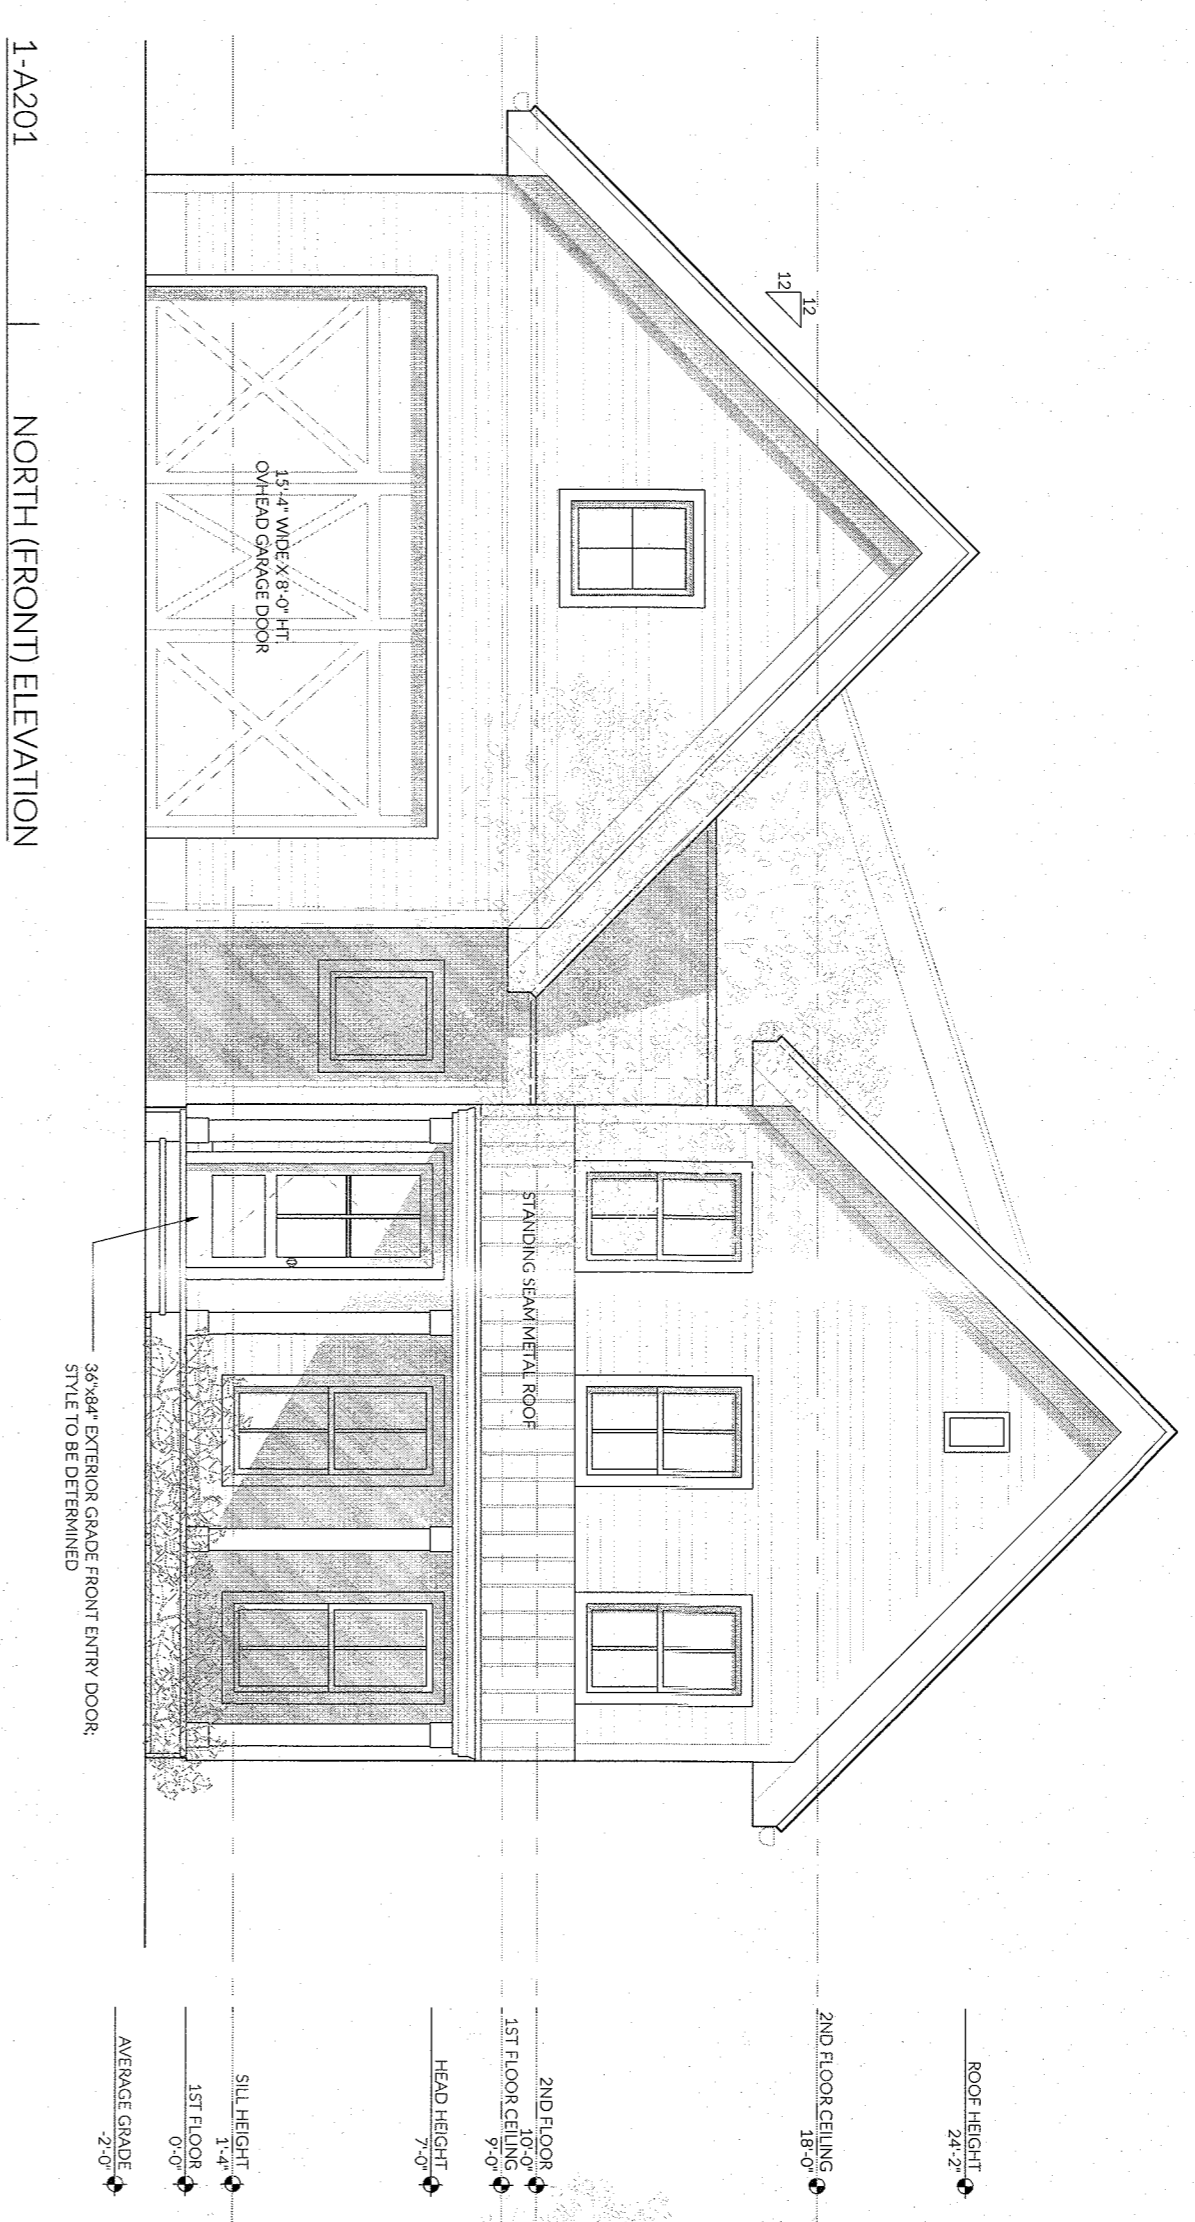 12
12
15'-4" WIDE X 8'-0" HT.
OVHEAD GARAGE DOOR
STANDING SEAM METAL ROOF
36"x84" EXTERIOR GRADE FRONT ENTRY DOOR;
STYLE TO BE DETERMINED
ROOF HEIGHT
24'-2"
2ND FLOOR CEILING
18'-0"
2ND FLOOR
10'-0"
1ST FLOOR CEILING
9'-0"
HEAD HEIGHT
7'-0"
SILL HEIGHT
1'-4"
1ST FLOOR
0'-0"
AVERAGE GRADE
-2'-0"
1-A201
NORTH (FRONT) ELEVATION